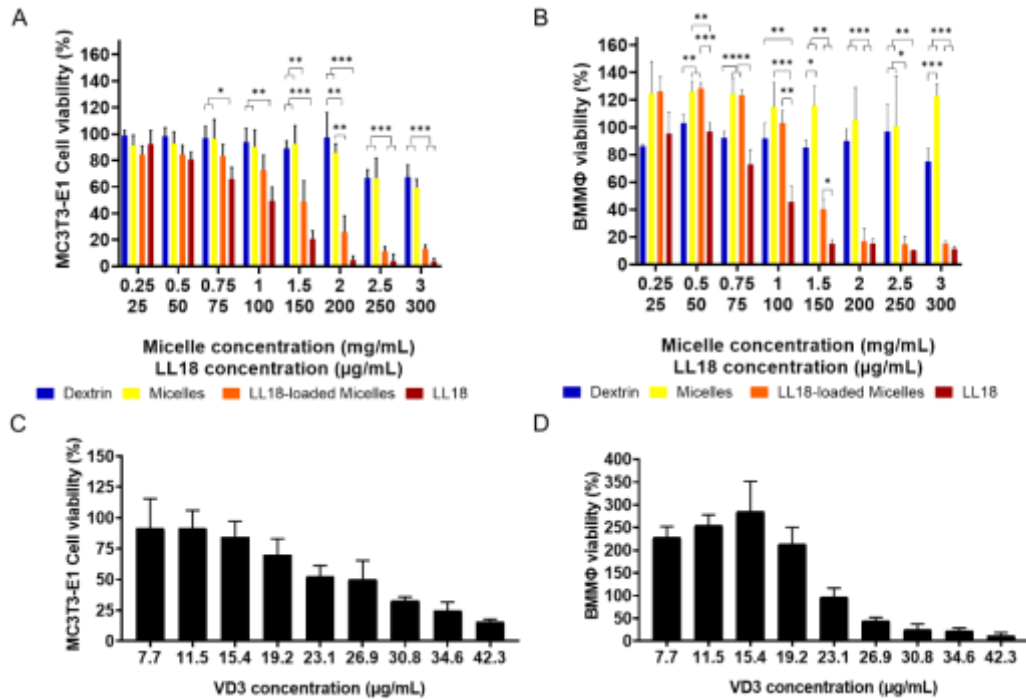 A
MC3T3-E1 Cell viability (%)
160
140
120
100
80
60
40
20
0
* ** ** *** *** ** ** *** ***
0.25 0.5 0.75 1 1.5 2 2.5 3
25 50 75 100 150 200 250 300
Micelle concentration (mg/mL)
LL18 concentration (µg/mL)
Dextrin Micelles LL18-loaded Micelles LL18
B
BMMΦ viability (%)
160
140
120
100
80
60
40
20
0
** ** ** *** ** ***
*** *
** **** *** * ***
**
*
0.25 0.5 0.75 1 1.5 2 2.5 3
25 50 75 100 150 200 250 300
Micelle concentration (mg/mL)
LL18 concentration (µg/mL)
Dextrin Micelles LL18-loaded Micelles LL18
C
MC3T3-E1 Cell viability (%)
150
125
100
75
50
25
0
7.7 11.5 15.4 19.2 23.1 26.9 30.8 34.6 42.3
VD3 concentration (µg/mL)
D
BMMΦ viability (%)
400
350
300
250
200
150
100
50
0
7.7 11.5 15.4 19.2 23.1 26.9 30.8 34.6 42.3
VD3 concentration (µg/mL)